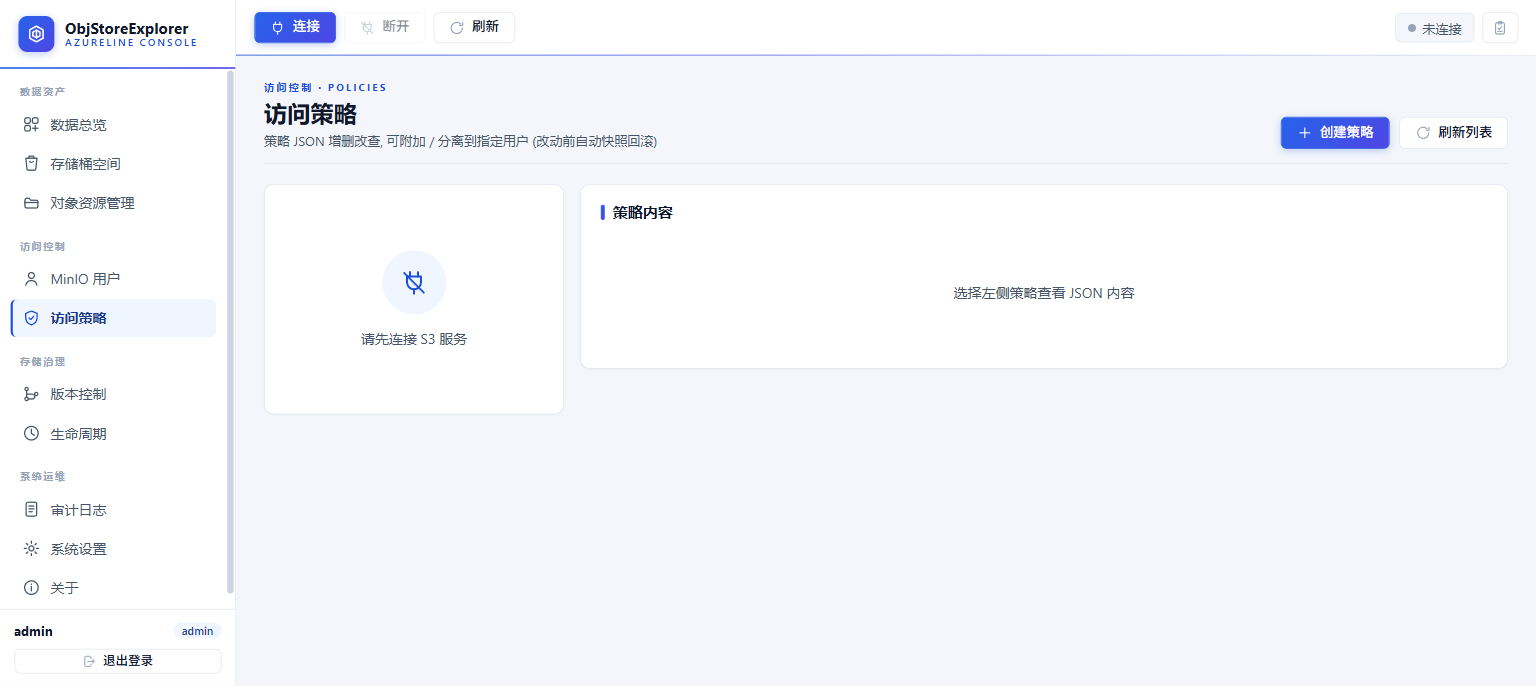 ObjStoreExplorer
AZURELINE CONSOLE
数据资产
数据总览
存储桶空间
对象资源管理
访问控制
MinIO 用户
访问策略
存储治理
版本控制
生命周期
系统运维
审计日志
系统设置
关于
admin
admin
退出登录
连接
断开
刷新
未连接
访问控制 · POLICIES
访问策略
策略 JSON 增删改查, 可附加 / 分离到指定用户 (改动前自动快照回滚)
创建策略
刷新列表
请先连接 S3 服务
策略内容
选择左侧策略查看 JSON 内容